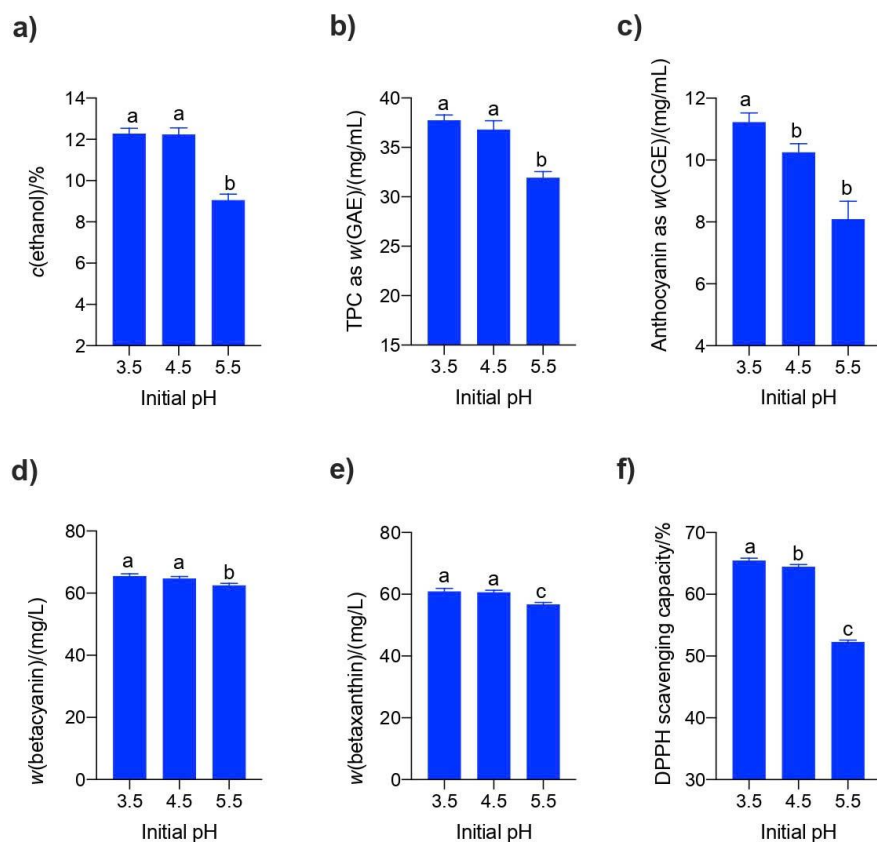 a)
c(ethanol)/%
14
12
10
8
6
4
2
a
a
b
3.5
4.5
5.5
Initial pH
b)
TPC as w(GAE)/(mg/mL)
40
35
30
25
20
15
a
a
b
3.5
4.5
5.5
Initial pH
c)
Anthocyanin as w(CGE)/(mg/mL)
12
10
8
6
4
a
b
b
3.5
4.5
5.5
Initial pH
d)
w(betacyanin)/(mg/L)
80
60
40
20
0
a
a
b
3.5
4.5
5.5
Initial pH
e)
w(betaxanthin)/(mg/L)
80
60
40
20
0
a
a
c
3.5
4.5
5.5
Initial pH
f)
DPPH scavenging capacity/%
70
60
50
40
30
a
b
c
3.5
4.5
5.5
Initial pH